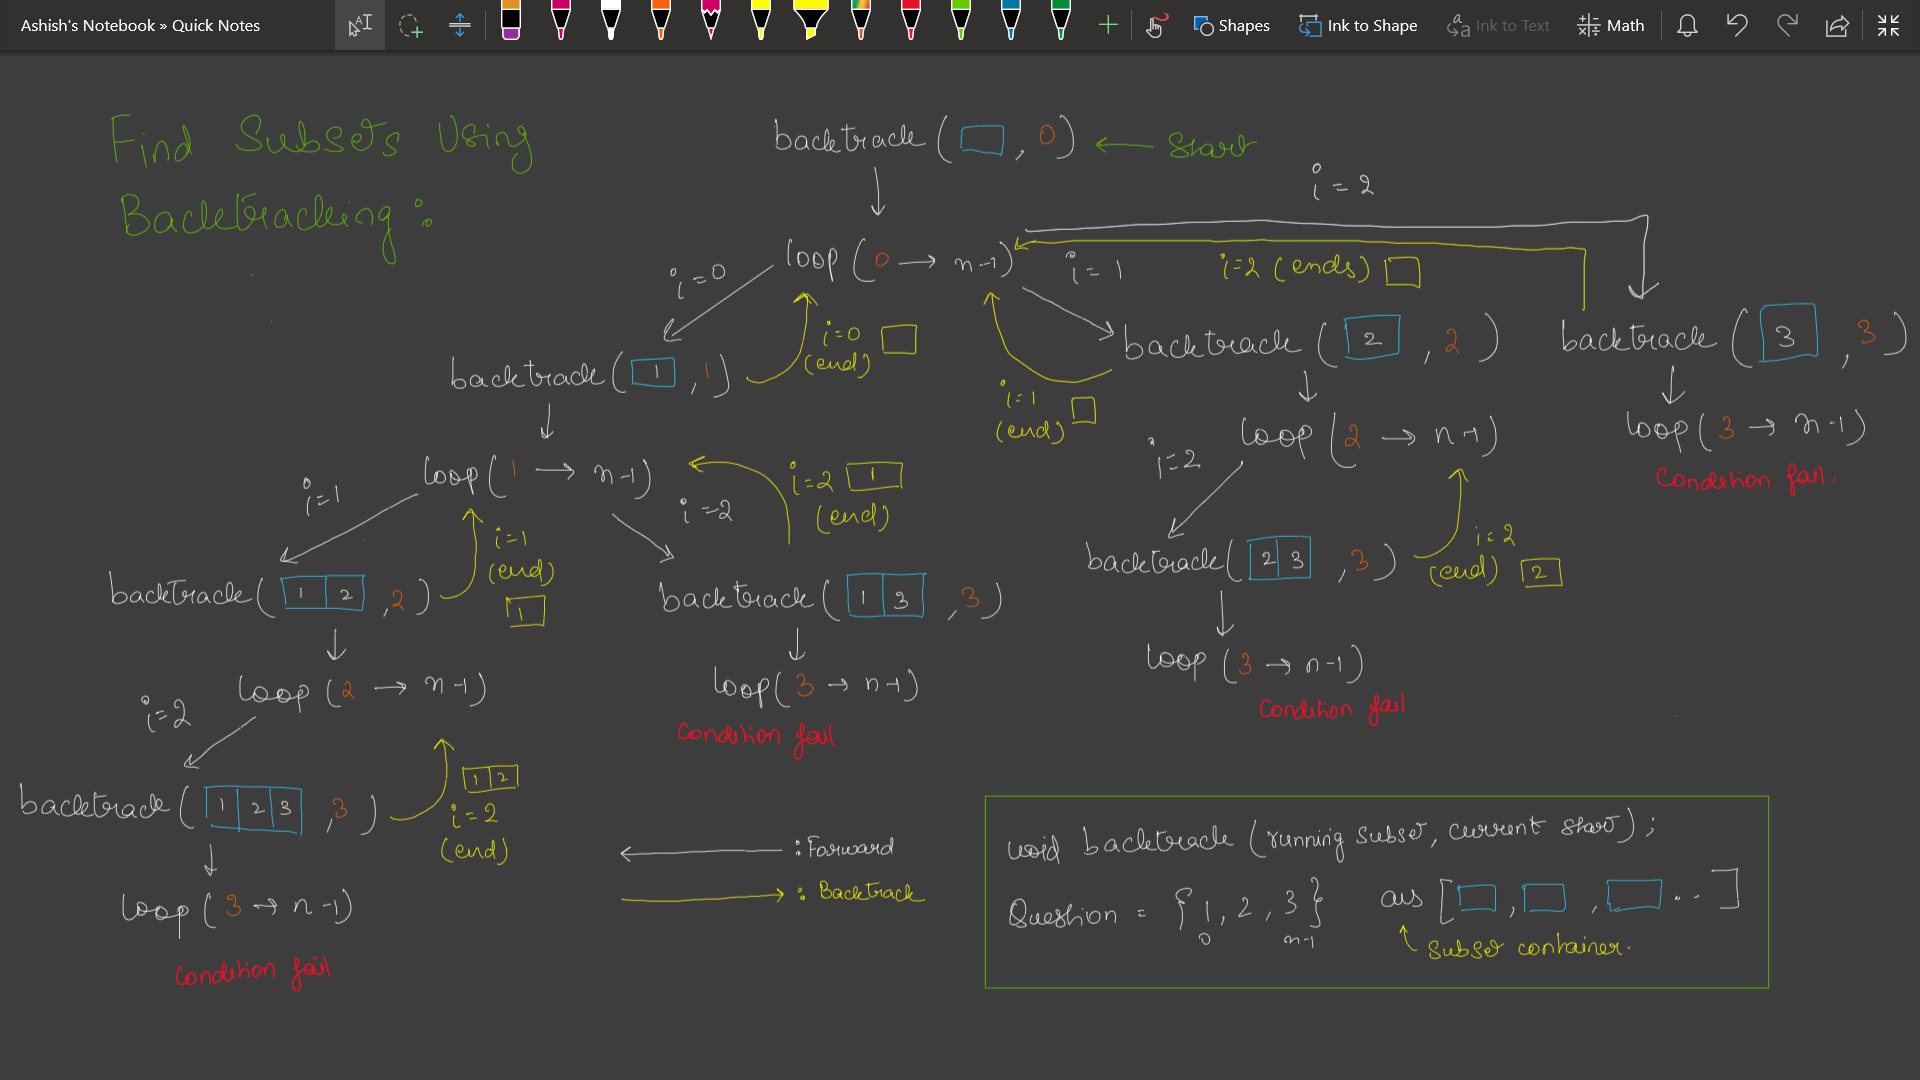 Ashish's Notebook » Quick Notes
Shapes
Ink to Shape
Ink to Text
Math
Find Subsets Using
Backtracking :
backtrack ( , 0 ) ← Start
loop ( 0 → n-1 )
i = 2
i = 0
i = 1
i=2 (ends)
i=0
(end)
i=1
(end)
backtrack ( 1 , 1 )
backtrack ( 2 , 2 )
backtrack ( 3 , 3 )
loop ( 1 → n-1 )
loop ( 2 → n-1 )
loop ( 3 → n-1 )
Condition fail.
i=1
i=1
(end)
1
i=2
i=2 1
(end)
i=2
backtrack ( 1 2 , 2 )
backtrack ( 1 3 , 3 )
backtrack ( 2 3 , 3 )
i=2
(end) 2
loop ( 2 → n-1 )
loop ( 3 → n-1 )
Condition fail
loop ( 3 → n-1 )
Condition fail
i=2
backtrack ( 1 2 3 , 3 )
1 2
i=2
(end)
loop ( 3 → n-1 )
Condition fail
: Forward
: Backtrack
void backtrack (running subset, current start) ;
Question = { 1 , 2 , 3 }
0 n-1
ans [ , , . . ]
Subset container.